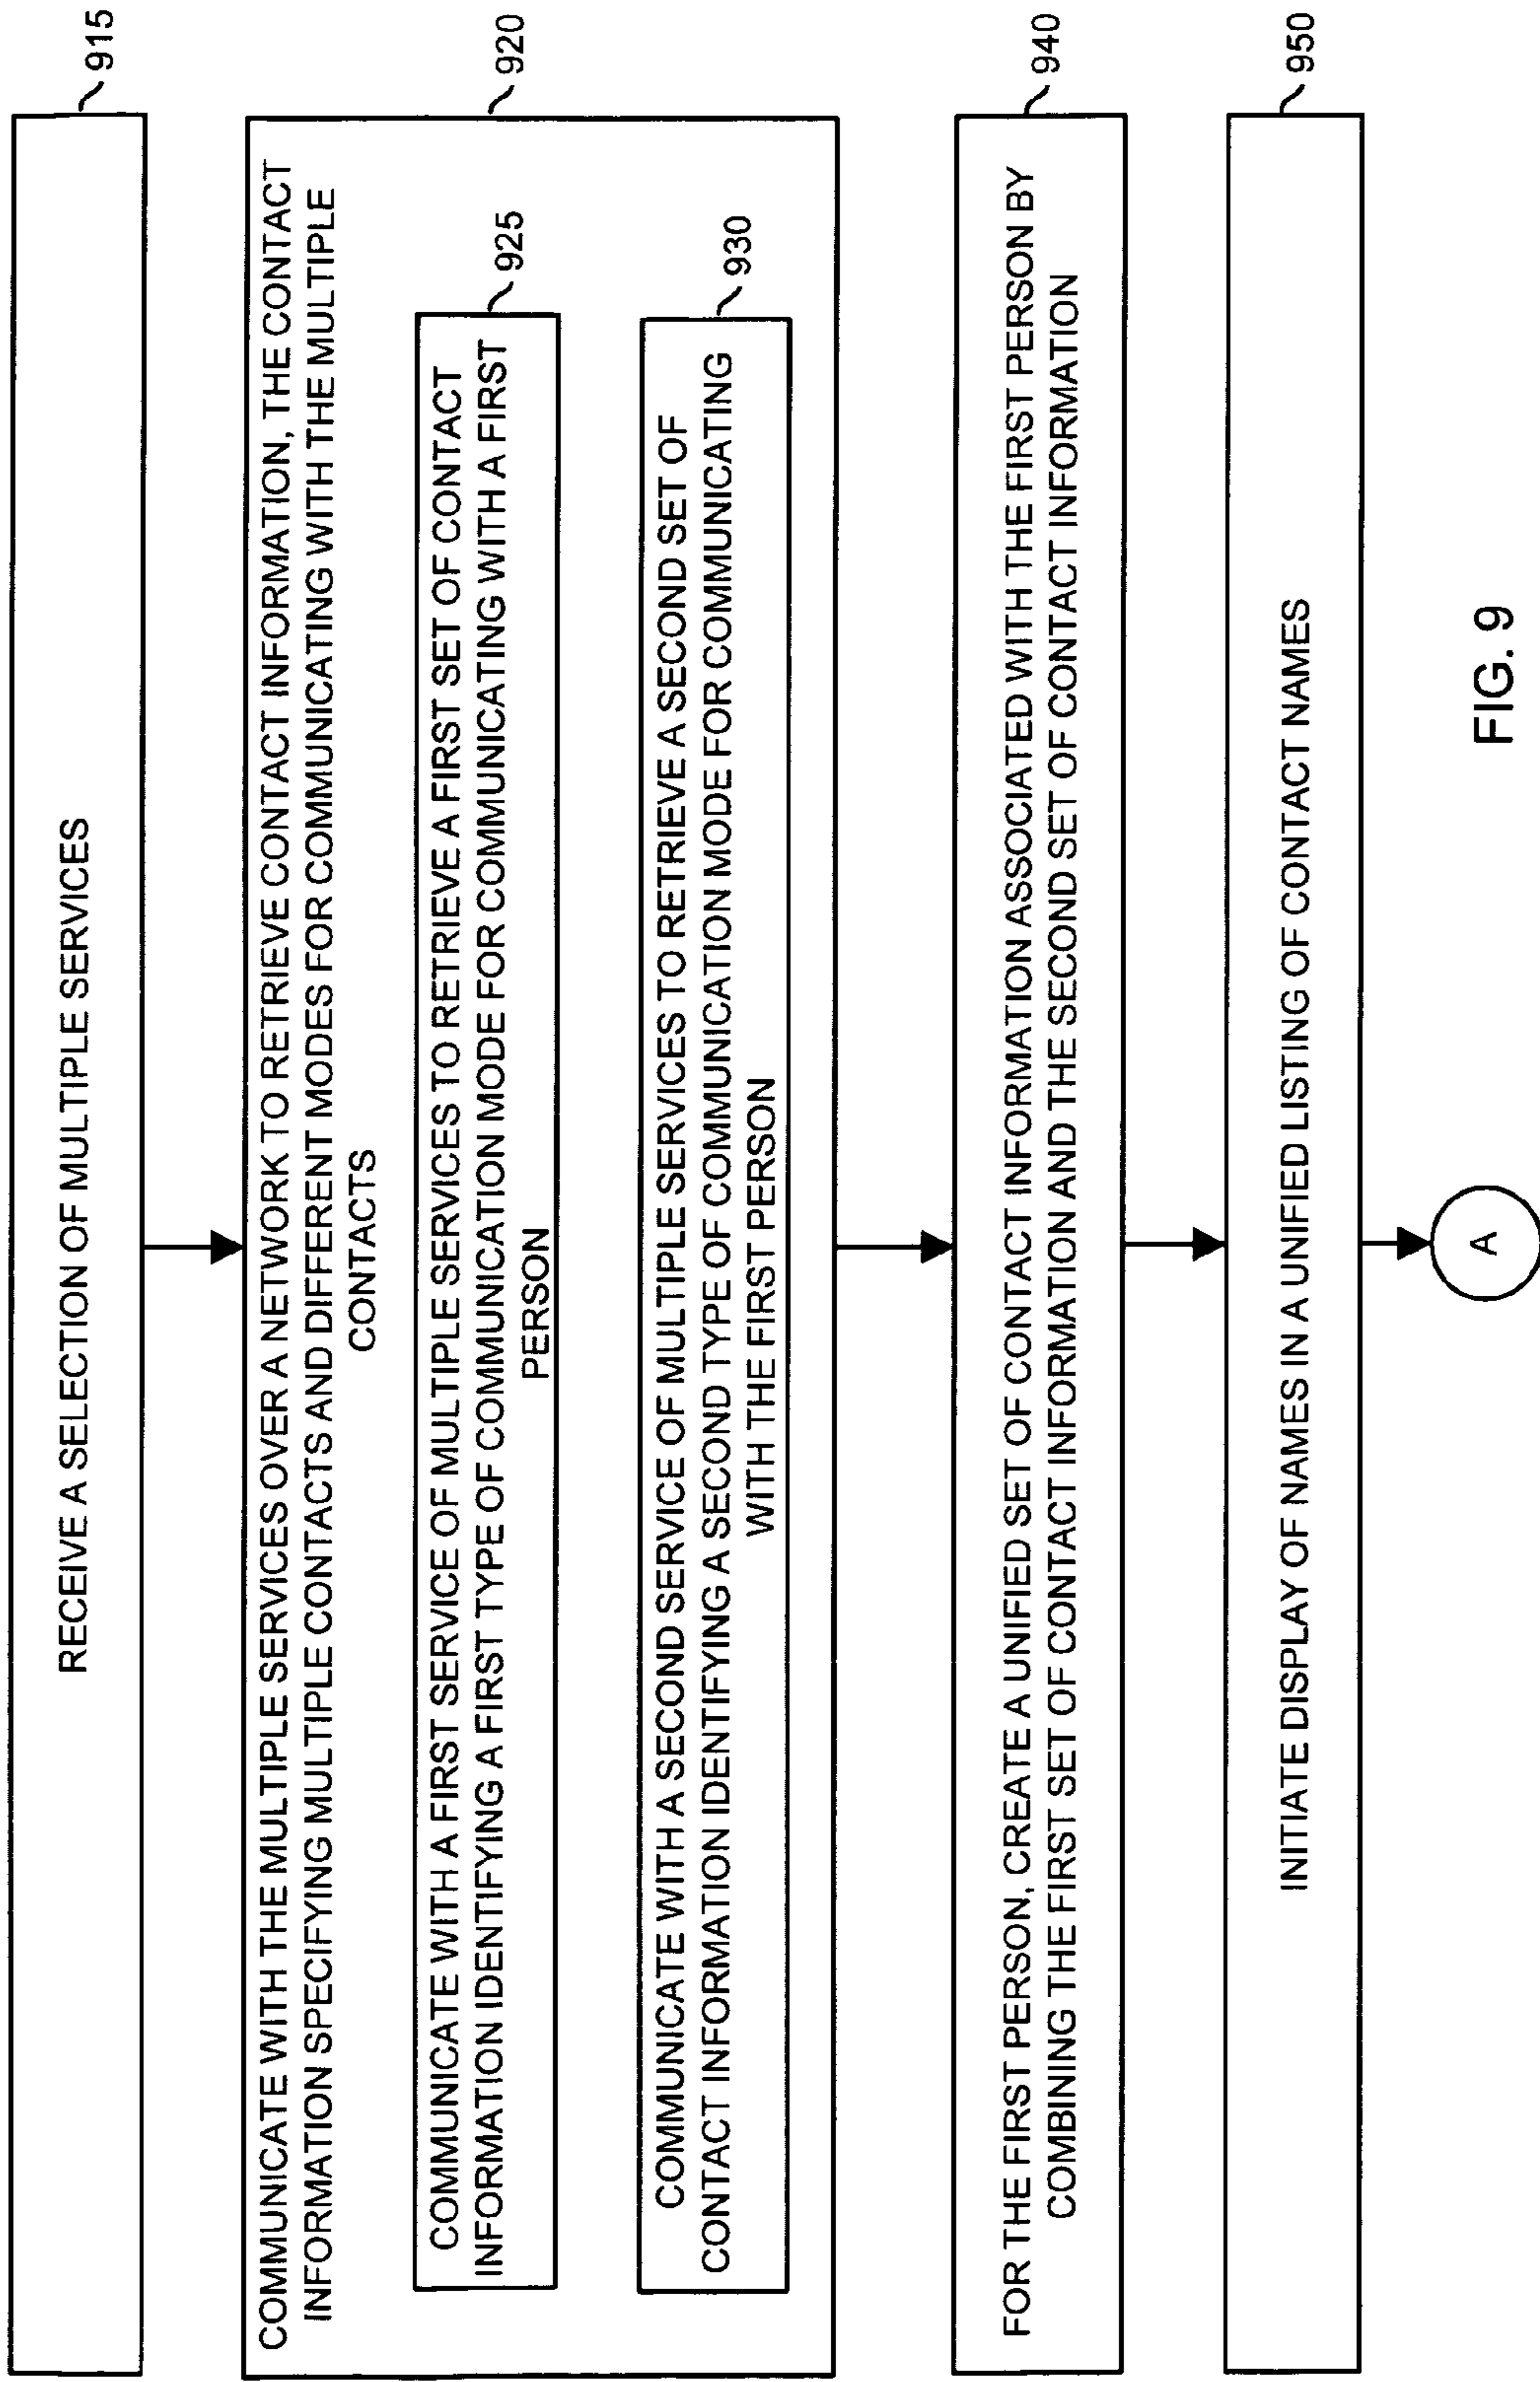 RECEIVE A SELECTION OF MULTIPLE SERVICES
915
COMMUNICATE WITH THE MULTIPLE SERVICES OVER A NETWORK TO RETRIEVE CONTACT INFORMATION, THE CONTACT
INFORMATION SPECIFYING MULTIPLE CONTACTS AND DIFFERENT MODES FOR COMMUNICATING WITH THE MULTIPLE
CONTACTS
920
COMMUNICATE WITH A FIRST SERVICE OF MULTIPLE SERVICES TO RETRIEVE A FIRST SET OF CONTACT
INFORMATION IDENTIFYING A FIRST TYPE OF COMMUNICATION MODE FOR COMMUNICATING WITH A FIRST
PERSON
925
COMMUNICATE WITH A SECOND SERVICE OF MULTIPLE SERVICES TO RETRIEVE A SECOND SET OF
CONTACT INFORMATION IDENTIFYING A SECOND TYPE OF COMMUNICATION MODE FOR COMMUNICATING
WITH THE FIRST PERSON
930
FOR THE FIRST PERSON, CREATE A UNIFIED SET OF CONTACT INFORMATION ASSOCIATED WITH THE FIRST PERSON BY
COMBINING THE FIRST SET OF CONTACT INFORMATION AND THE SECOND SET OF CONTACT INFORMATION
940
INITIATE DISPLAY OF NAMES IN A UNIFIED LISTING OF CONTACT NAMES
950
A
FIG. 9